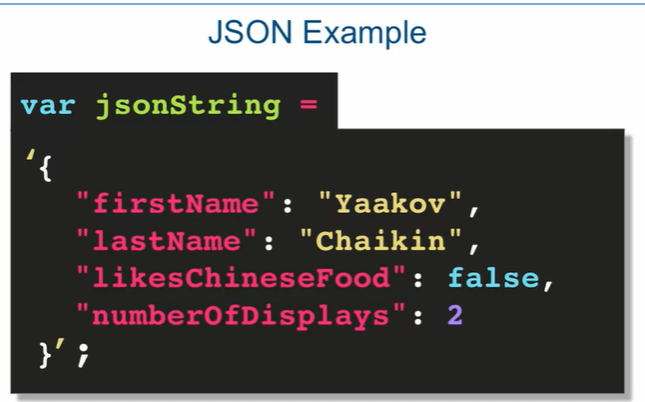 JSON Example
var jsonString =
‘{
"firstName": "Yaakov",
"lastName": "Chaikin",
"likesChineseFood": false,
"numberOfDisplays": 2
}’;